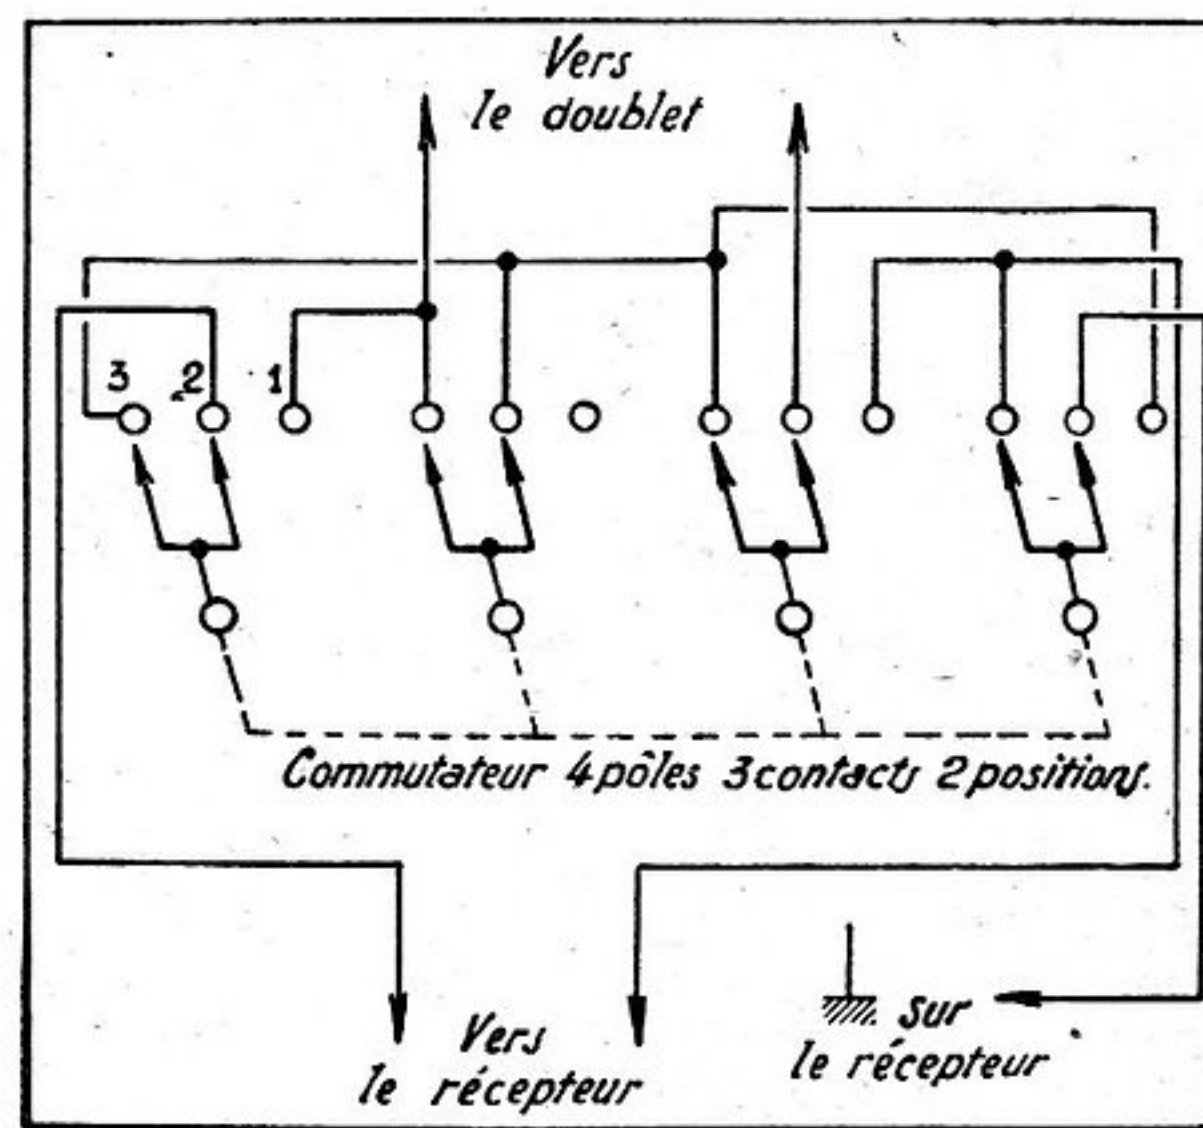 Vers
le doublet
3 2 1
Commutateur 4 pôles 3 contacts 2 positions.
Vers
le récepteur
sur
le récepteur